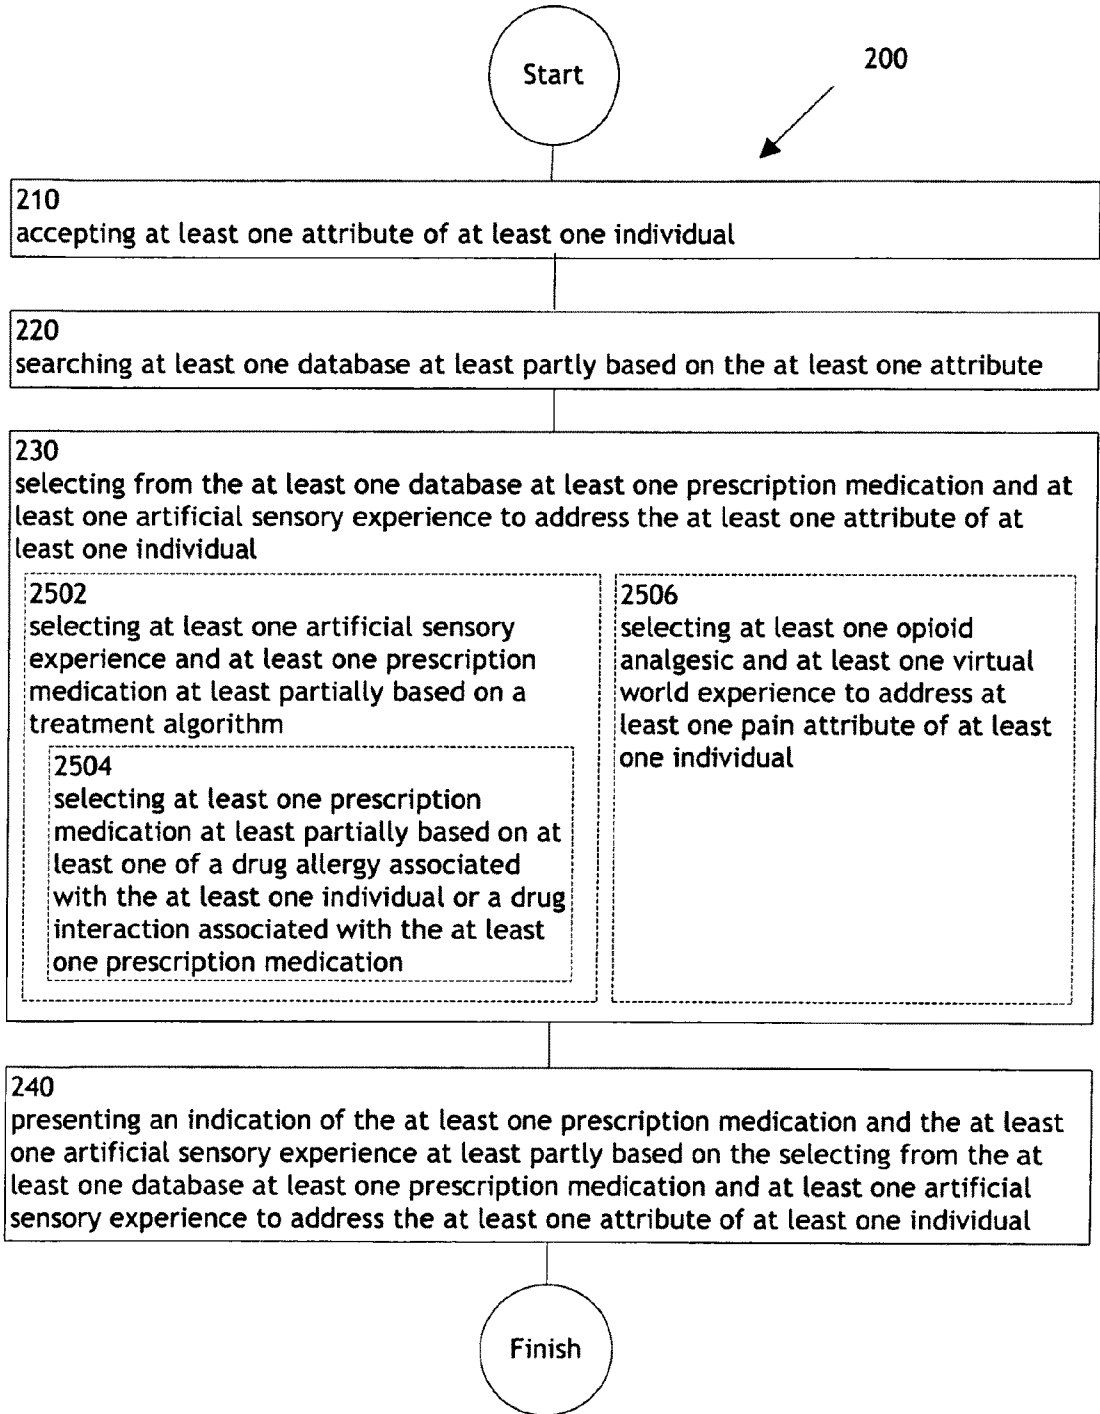 Start
200
210
accepting at least one attribute of at least one individual
220
searching at least one database at least partly based on the at least one attribute
230
selecting from the at least one database at least one prescription medication and at
least one artificial sensory experience to address the at least one attribute of at
least one individual
2502
selecting at least one artificial sensory
experience and at least one prescription
medication at least partially based on a
treatment algorithm
2504
selecting at least one prescription
medication at least partially based on at
least one of a drug allergy associated
with the at least one individual or a drug
interaction associated with the at least
one prescription medication
2506
selecting at least one opioid
analgesic and at least one virtual
world experience to address at
least one pain attribute of at least
one individual
240
presenting an indication of the at least one prescription medication and the at least
one artificial sensory experience at least partly based on the selecting from the at
least one database at least one prescription medication and at least one artificial
sensory experience to address the at least one attribute of at least one individual
Finish